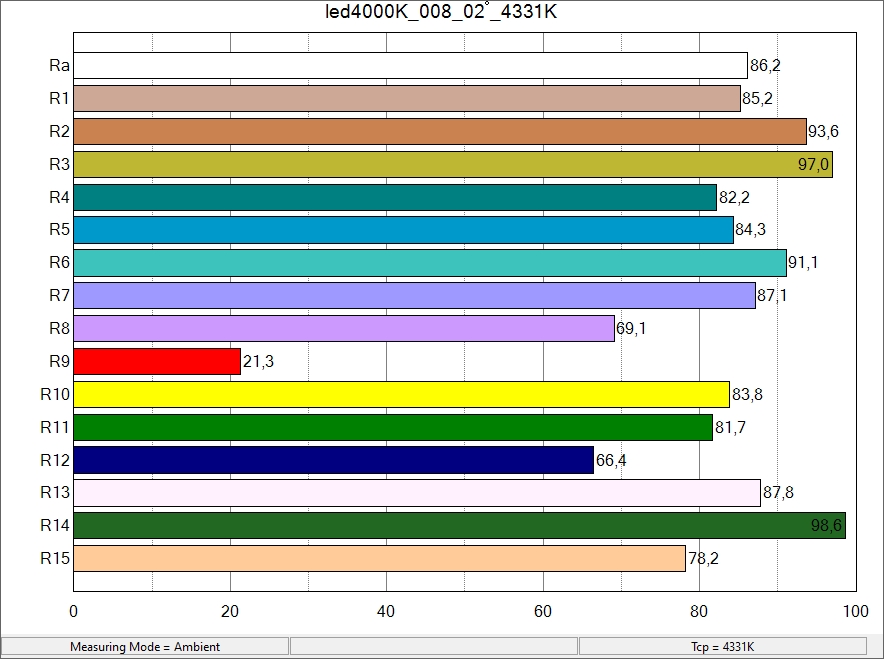 led4000K_008_02°_4331K
Ra 86,2
R1 85,2
R2 93,6
R3 97,0
R4 82,2
R5 84,3
R6 91,1
R7 87,1
R8 69,1
R9 21,3
R10 83,8
R11 81,7
R12 66,4
R13 87,8
R14 98,6
R15 78,2
0 20 40 60 80 100
Measuring Mode = Ambient Tcp = 4331K